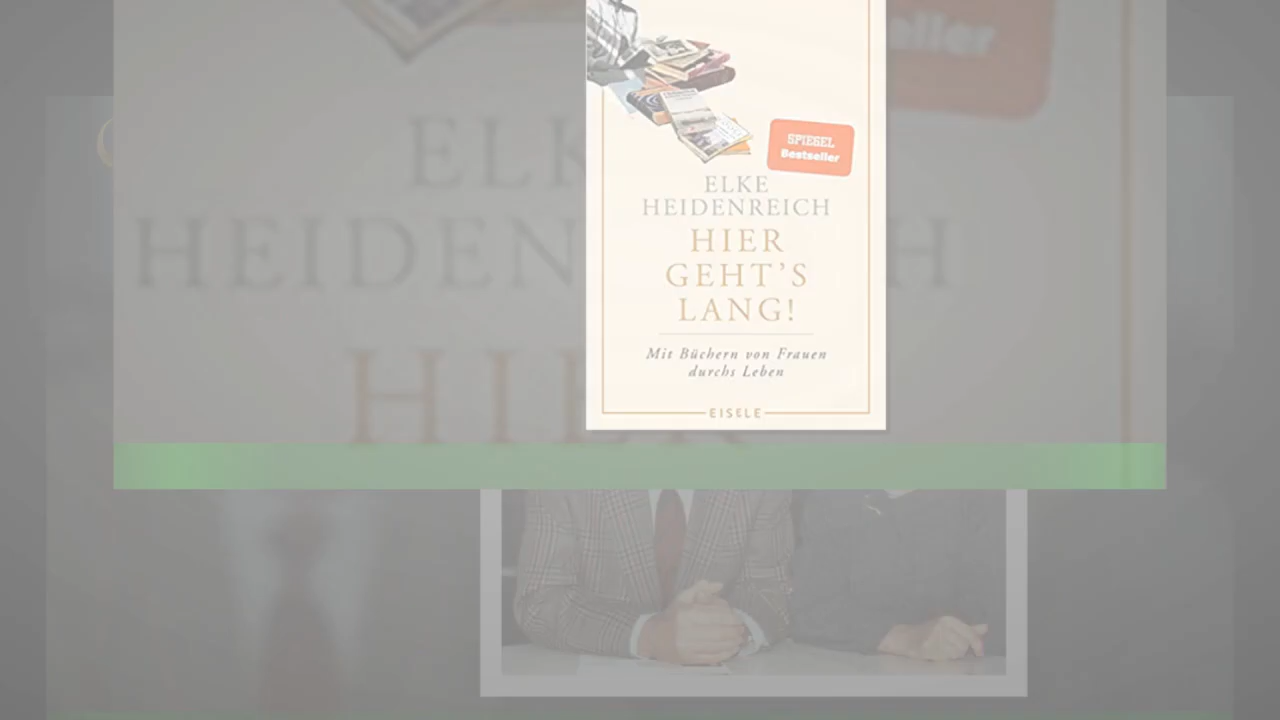 SPIEGEL
Bestseller
ELKE
HEIDENREICH
HIER
GEHT'S
LANG!
Mit Büchern von Frauen
durchs Leben
EISELE